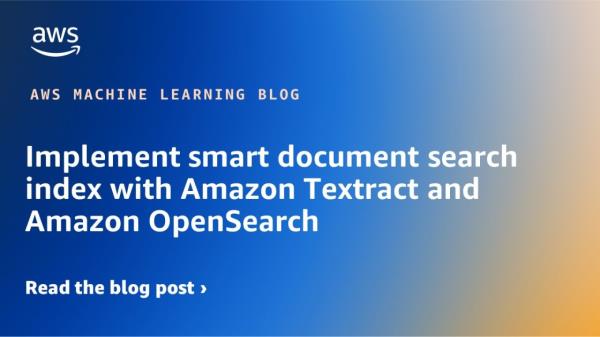 aws
AWS MACHINE LEARNING BLOG
Implement smart document search
index with Amazon Textract and
Amazon OpenSearch
Read the blog post ›